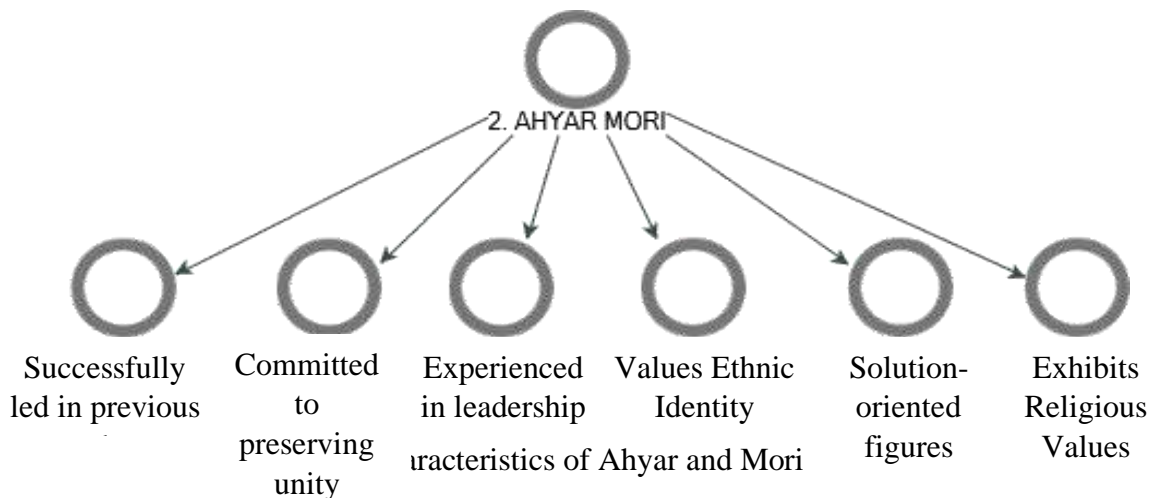 2. AHYAR MORI
Successfully
led in previous
Committed
to
preserving
unity
Experienced
in leadership
Values Ethnic
Identity
Solution-
oriented
figures
Exhibits
Religious
Values
of Ahyar and Mori